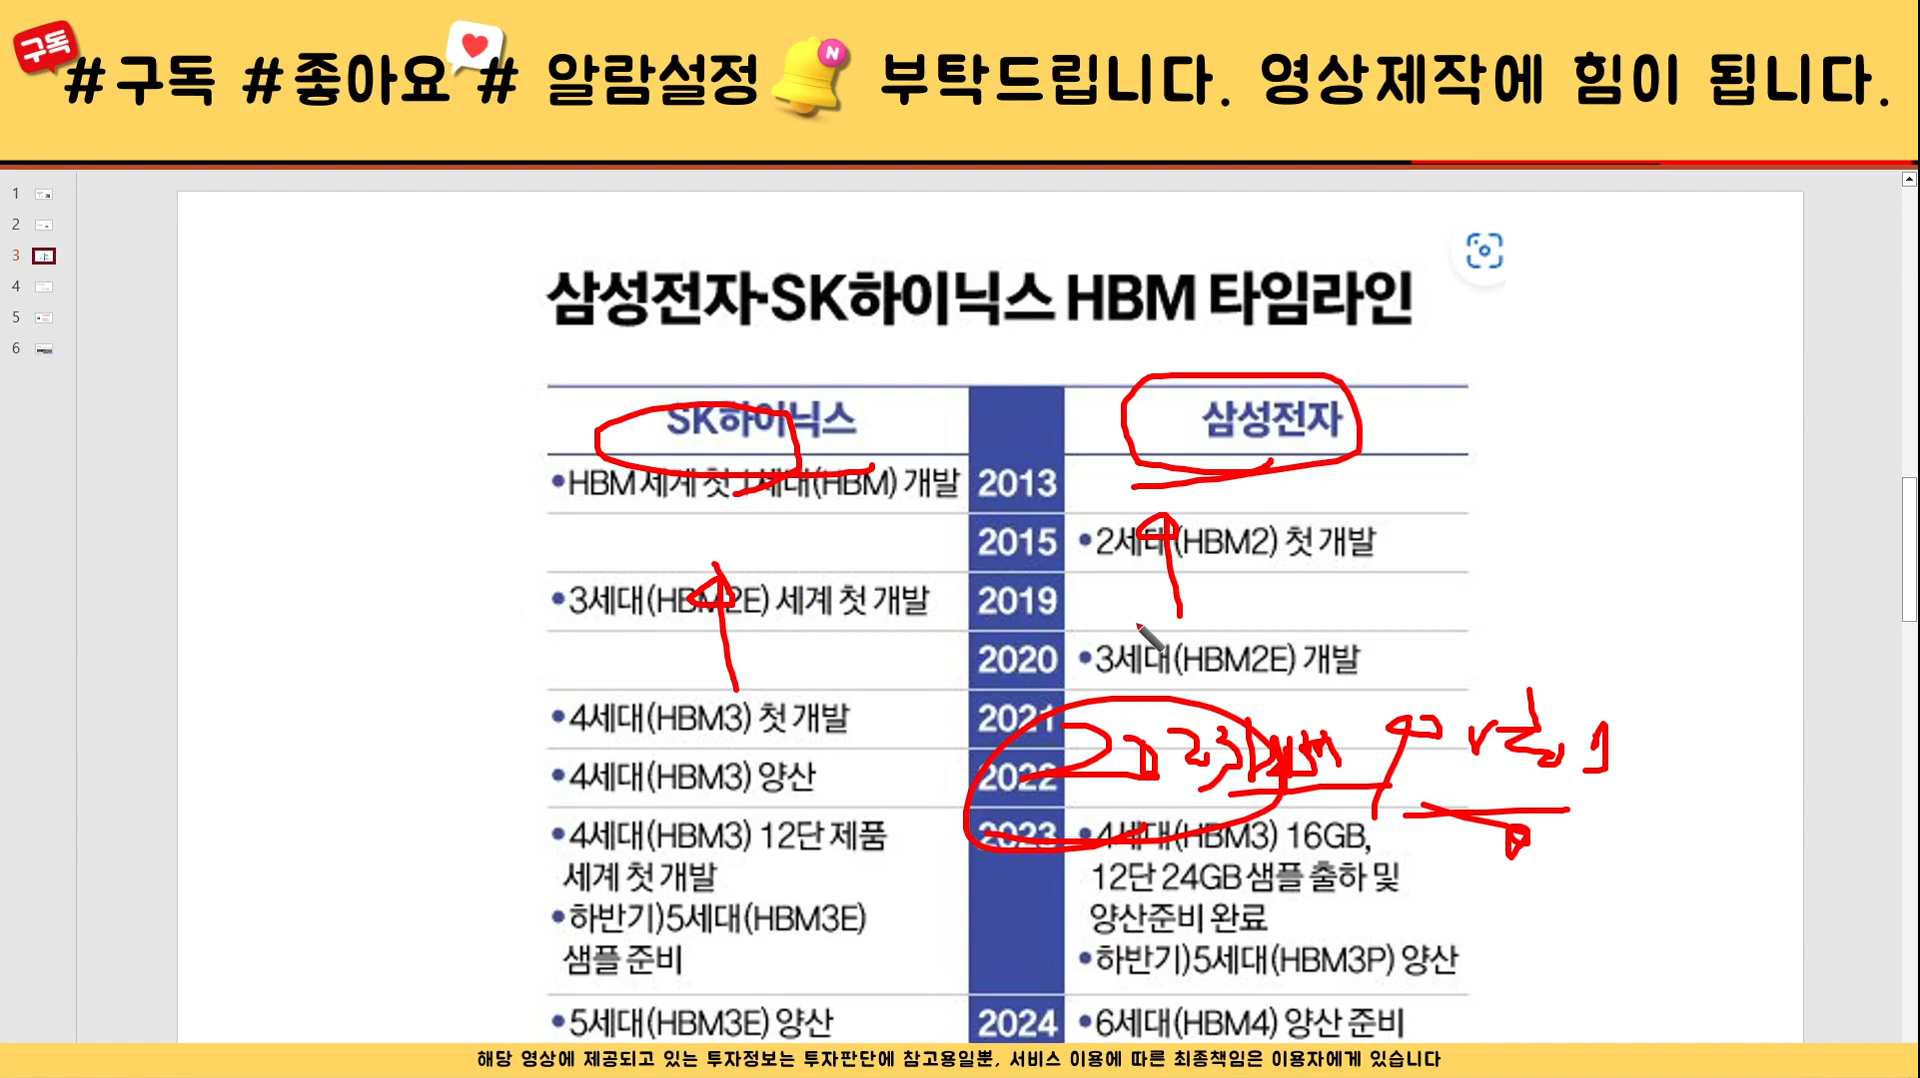 구독
#구독 #좋아요 # 알람설정 N 부탁드립니다. 영상제작에 힘이 됩니다.
1
2
3
4
5
6
삼성전자·SK하이닉스 HBM 타임라인
SK하이닉스 삼성전자
•HBM 세계 첫 1세대(HBM) 개발 2013
2015 •2세대(HBM2) 첫 개발
•3세대(HBM2E) 세계 첫 개발 2019
2020 •3세대(HBM2E) 개발
•4세대(HBM3) 첫 개발 2021
•4세대(HBM3) 양산 2022
2023
•4세대(HBM3) 12단 제품 2023 •4세대(HBM3) 16GB,
세계 첫 개발 12단 24GB 샘플 출하 및
•하반기)5세대(HBM3E) 양산준비 완료
샘플 준비 •하반기)5세대(HBM3P) 양산
•5세대(HBM3E) 양산 2024 •6세대(HBM4) 양산 준비
해당 영상에 제공되고 있는 투자정보는 투자판단에 참고용일뿐, 서비스 이용에 따른 최종책임은 이용자에게 있습니다